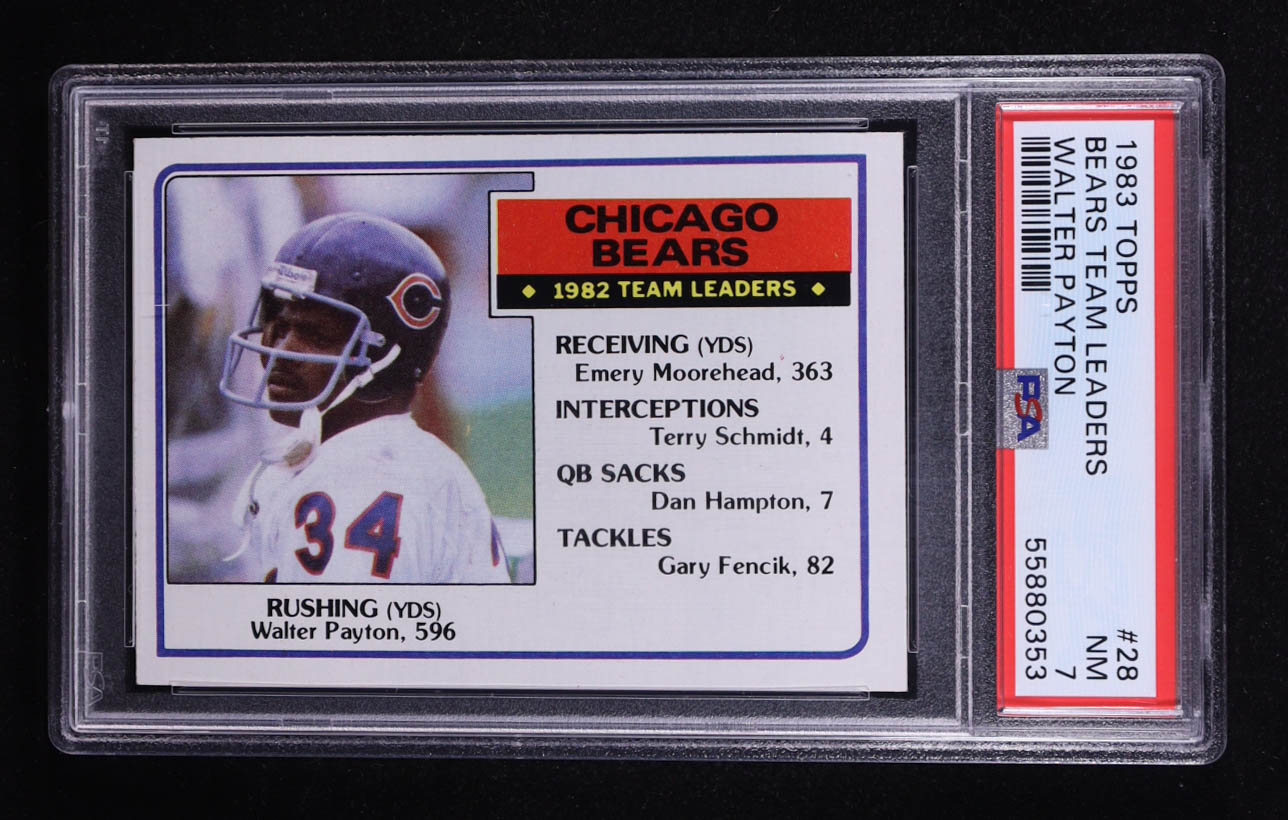 CHICAGO
BEARS
1982 TEAM LEADERS
RECEIVING (YDS)
Emery Moorehead, 363
INTERCEPTIONS
Terry Schmidt, 4
QB SACKS
Dan Hampton, 7
TACKLES
Gary Fencik, 82
34
RUSHING (YDS)
Walter Payton, 596
1983 TOPPS #28
BEARS TEAM LEADERS NM
WALTER PAYTON 7
55880353
PSA
PSA